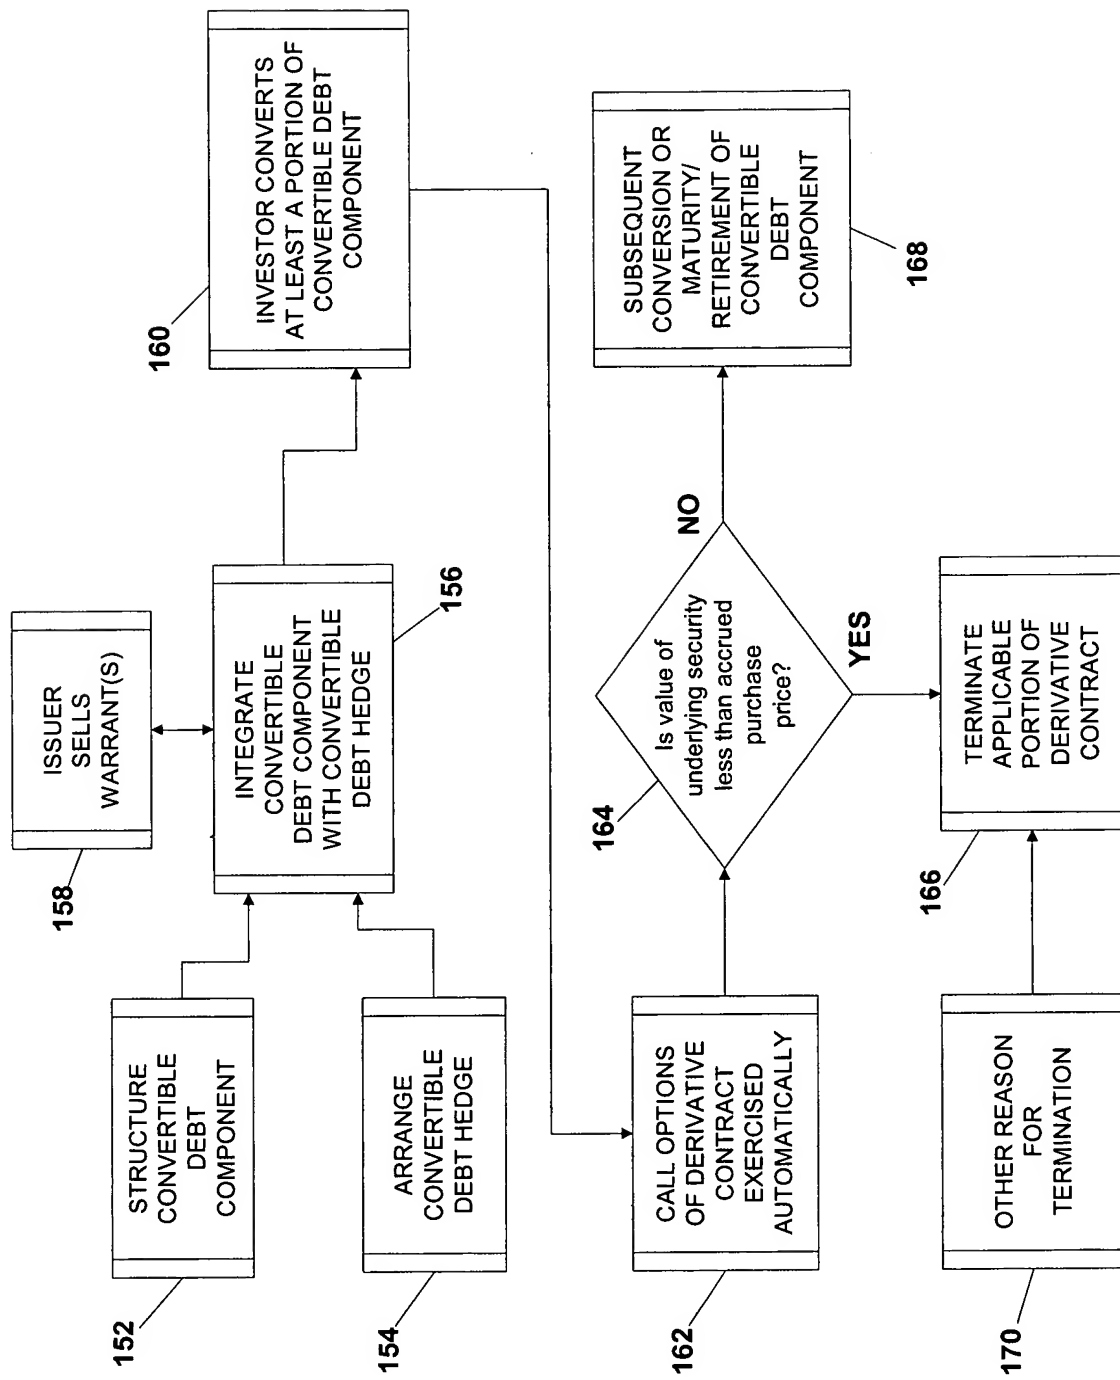 152
STRUCTURE
CONVERTIBLE
DEBT
COMPONENT
154
ARRANGE
CONVERTIBLE
DEBT HEDGE
158
ISSUER
SELLS
WARRANT(S)
156
INTEGRATE
CONVERTIBLE
DEBT COMPONENT
WITH CONVERTIBLE
DEBT HEDGE
160
INVESTOR CONVERTS
AT LEAST A PORTION OF
CONVERTIBLE DEBT
COMPONENT
162
CALL OPTIONS
OF DERIVATIVE
CONTRACT
EXERCISED
AUTOMATICALLY
164
Is value of
underlying security
less than accrued
purchase
price?
NO
YES
168
SUBSEQUENT
CONVERSION OR
MATURITY/
RETIREMENT OF
CONVERTIBLE
DEBT
COMPONENT
170
OTHER REASON
FOR
TERMINATION
166
TERMINATE
APPLICABLE
PORTION OF
DERIVATIVE
CONTRACT